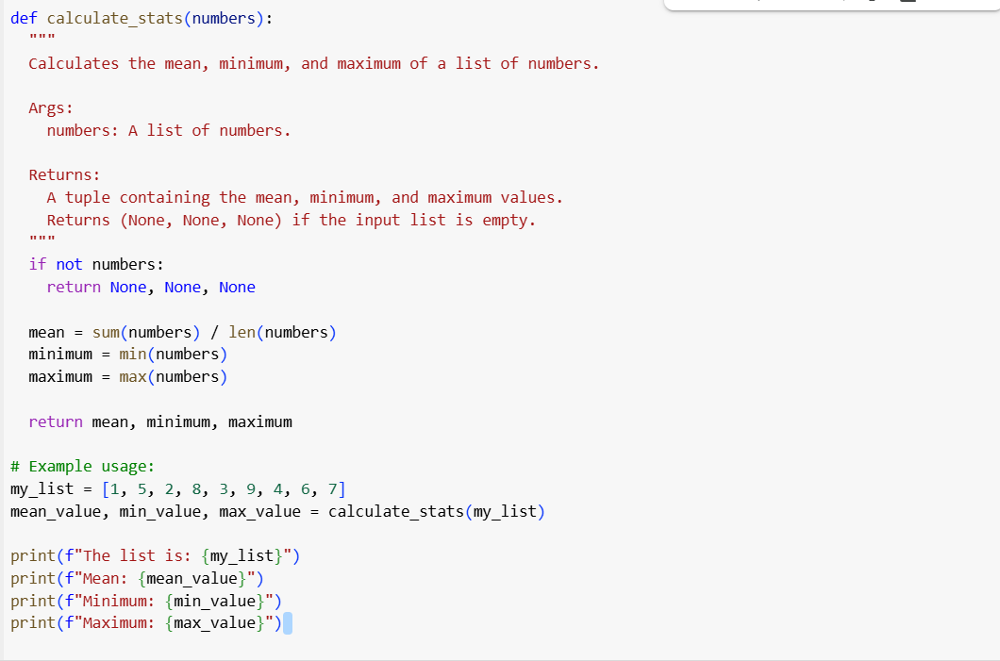 def calculate_stats(numbers):
  """
  Calculates the mean, minimum, and maximum of a list of numbers.

  Args:
    numbers: A list of numbers.

  Returns:
    A tuple containing the mean, minimum, and maximum values.
    Returns (None, None, None) if the input list is empty.
  """
  if not numbers:
    return None, None, None

  mean = sum(numbers) / len(numbers)
  minimum = min(numbers)
  maximum = max(numbers)

  return mean, minimum, maximum

# Example usage:
my_list = [1, 5, 2, 8, 3, 9, 4, 6, 7]
mean_value, min_value, max_value = calculate_stats(my_list)

print(f"The list is: {my_list}")
print(f"Mean: {mean_value}")
print(f"Minimum: {min_value}")
print(f"Maximum: {max_value}")